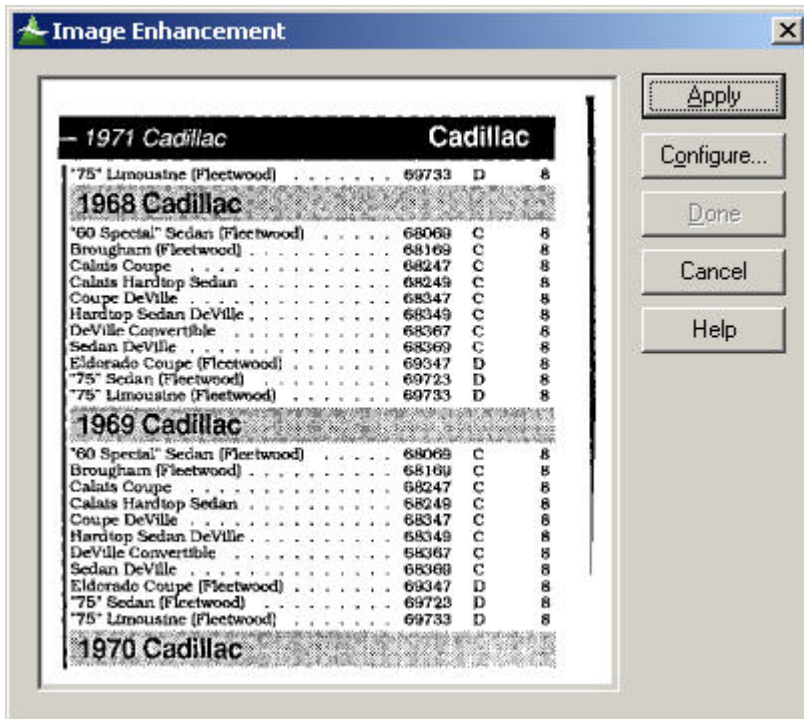 Image Enhancement
– 1971 Cadillac Cadillac
"75" Limousine (Fleetwood) . . . . . . . 69733 D 8
1968 Cadillac
"60 Special" Sedan (Fleetwood) . . . . . 68069 C 8
Brougham (Fleetwood) . . . . . . . . . 68169 C 8
Calais Coupe . . . . . . . . . . . . 68247 C 8
Calais Hardtop Sedan . . . . . . . . . 68249 C 8
Coupe DeVille . . . . . . . . . . . . 68347 C 8
Hardtop Sedan DeVille . . . . . . . . . 68349 C 8
DeVille Convertible . . . . . . . . . . 68367 C 8
Sedan DeVille . . . . . . . . . . . . 68369 C 8
Eldorado Coupe (Fleetwood) . . . . . . . 69347 D 8
"75" Sedan (Fleetwood) . . . . . . . . 69723 D 8
"75" Limousine (Fleetwood) . . . . . . . 69733 D 8
1969 Cadillac
"60 Special" Sedan (Fleetwood) . . . . . 68069 C 8
Brougham (Fleetwood) . . . . . . . . . 68169 C 8
Calais Coupe . . . . . . . . . . . . 68247 C 8
Calais Hardtop Sedan . . . . . . . . . 68249 C 8
Coupe DeVille . . . . . . . . . . . . 68347 C 8
Hardtop Sedan DeVille . . . . . . . . . 68349 C 8
DeVille Convertible . . . . . . . . . . 68367 C 8
Sedan DeVille . . . . . . . . . . . . 68369 C 8
Eldorado Coupe (Fleetwood) . . . . . . . 69347 D 8
"75" Sedan (Fleetwood) . . . . . . . . 69723 D 8
"75" Limousine (Fleetwood) . . . . . . . 69733 D 8
1970 Cadillac
Apply
Configure...
Done
Cancel
Help